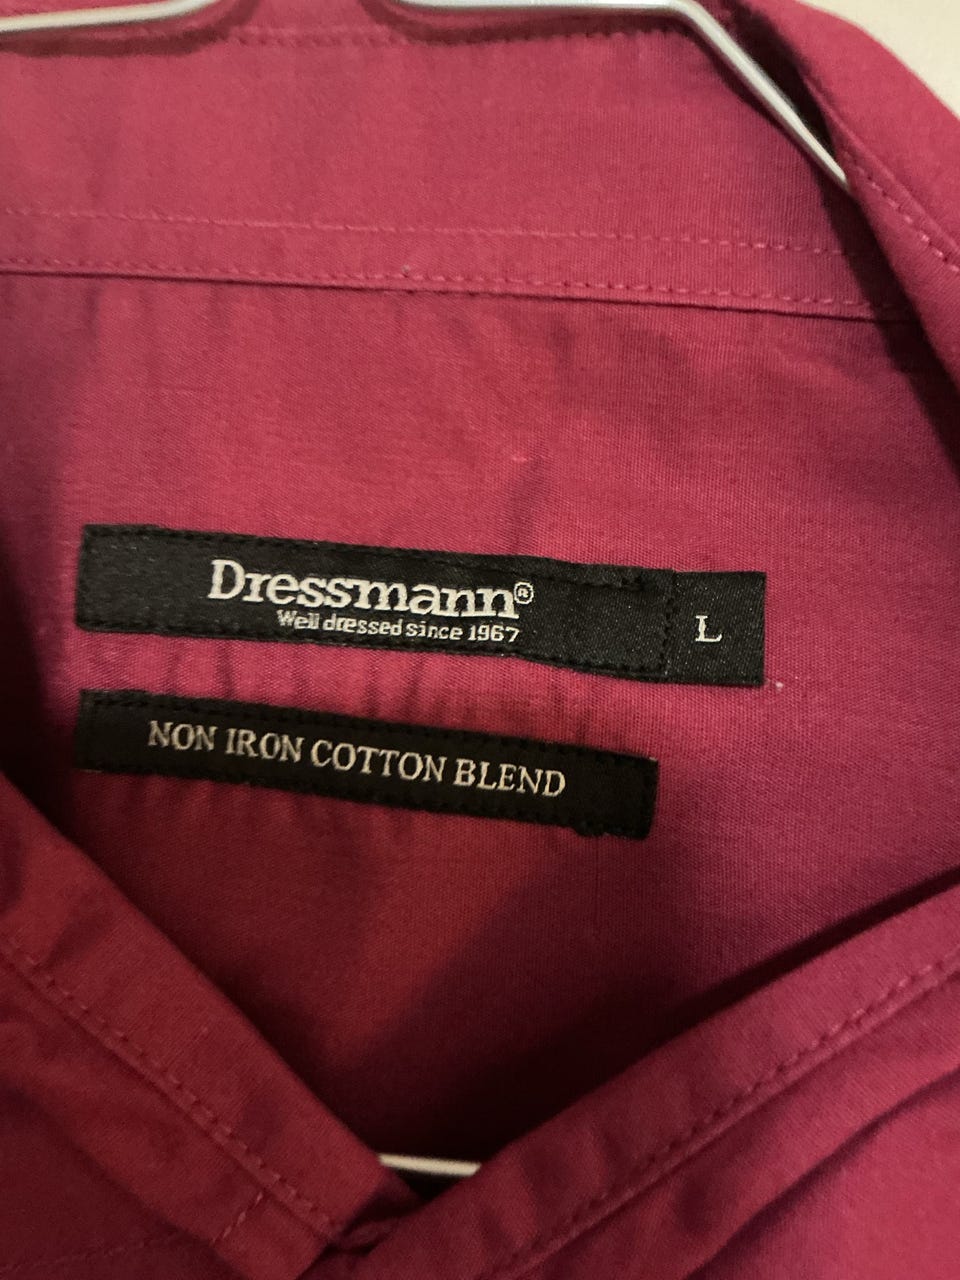 Dressmann®
Well dressed since 1967
L
NON IRON COTTON BLEND